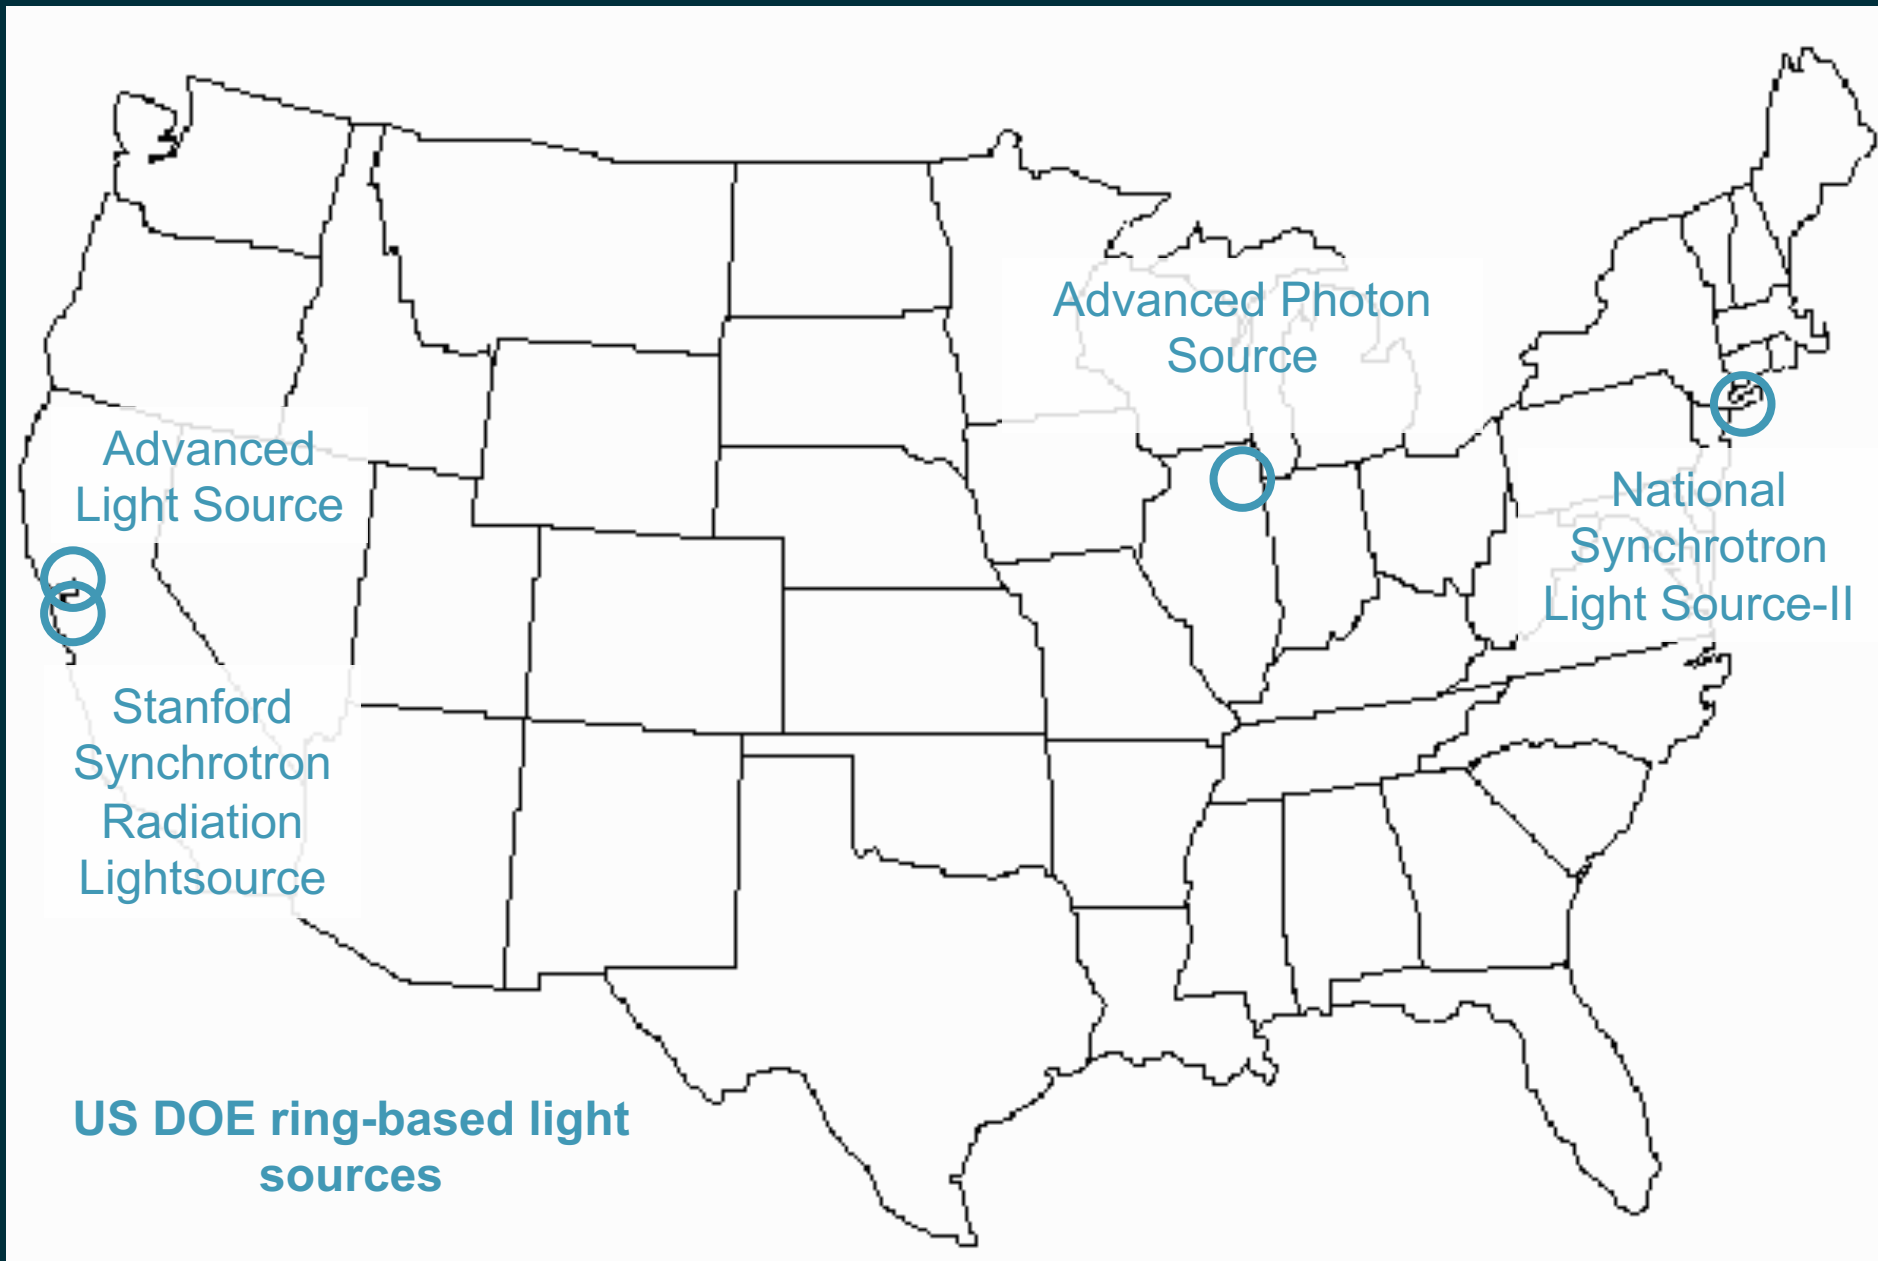 Advanced Photon
Source
Advanced
Light Source
National
Synchrotron
Light Source-II
Stanford
Synchrotron
Radiation
Lightsource
US DOE ring-based light
sources